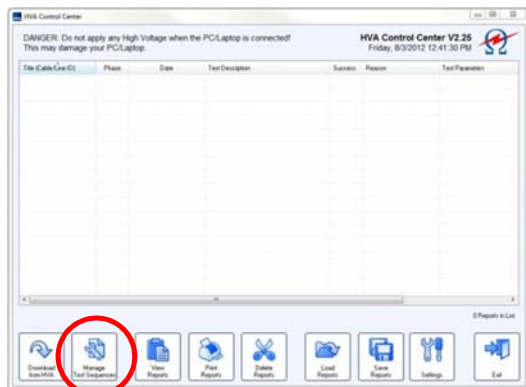 HVA Control Center
DANGER: Do not apply any High Voltage when the PC/Laptop is connected!
This may damage your PC/Laptop.
HVA Control Center V2.25
Friday, 8/3/2012 12:41:30 PM
Title (Cable/Line ID) Phase Date Test Description Success Reason Test Parameters
0 Reports in List
Download from HVA
Manage Test Sequences
View Reports
Print Reports
Delete Reports
Load Reports
Save Reports
Settings
Exit